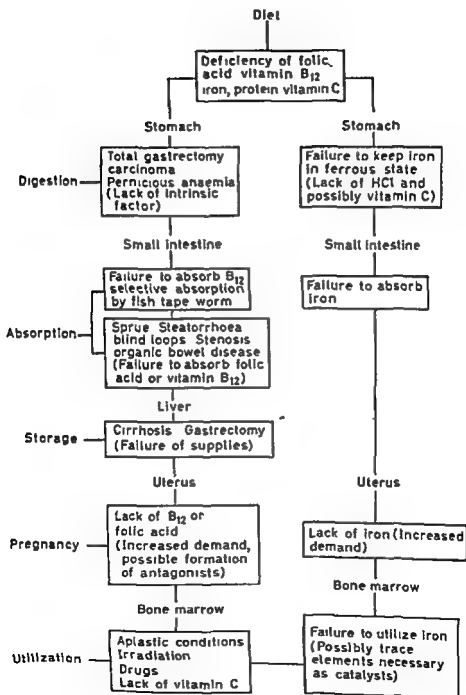 Diet
Deficiency of folic
acid vitamin B12
iron, protein vitamin C
Stomach
Stomach
Digestion
Total gastrectomy
carcinoma
Pernicious anaemia
(Lack of Intrinsic
factor)
Failure to keep iron
in ferrous state
(Lack of HCl and
possibly vitamin C)
Small intestine
Small intestine
Absorption
Failure to absorb B12
selective absorption
by fish tape worm
Failure to absorb
iron
Sprue Steatorrhoea
blind loops Stenosis
organic bowel disease
(Failure to absorb folic
acid or vitamin B12)
Liver
Storage
Cirrhosis Gastrectomy
(Failure of supplies)
Uterus
Uterus
Pregnancy
Lack of B12 or
folic acid
(Increased demand,
possible formation
of antagonists)
Lack of iron (Increased
demand)
Bone marrow
Bone marrow
Utilization
Aplastic conditions
Irradiation
Drugs
Lack of vitamin C
Failure to utilize iron
(Possibly trace
elements necessary
as catalysts)